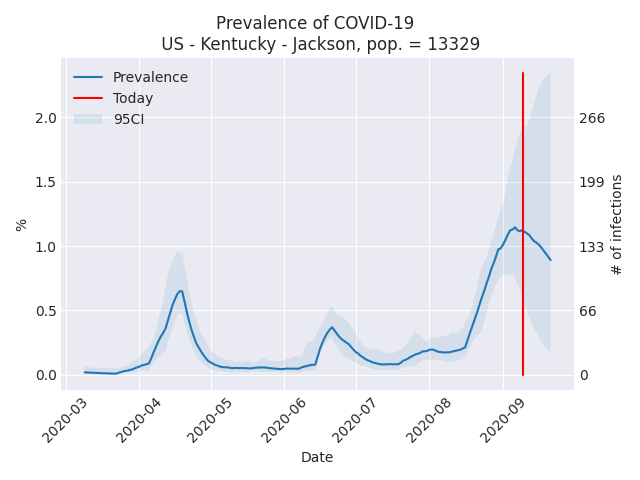 Prevalence of COVID-19
US - Kentucky - Jackson, pop. = 13329
Prevalence
Today
95CI
2.0
1.5
1.0
0.5
0.0
%
266
199
133
66
0
# of infections
2020-03
2020-04
2020-05
2020-06
2020-07
2020-08
2020-09
Date